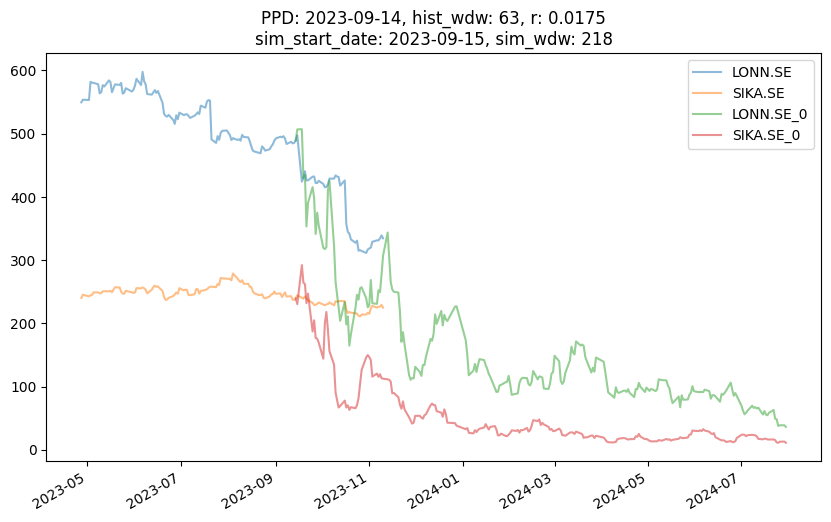 PPD: 2023-09-14, hist_wdw: 63, r: 0.0175
sim_start_date: 2023-09-15, sim_wdw: 218
LONN.SE
SIKA.SE
LONN.SE_0
SIKA.SE_0
600
500
400
300
200
100
0
2023-05
2023-07
2023-09
2023-11
2024-01
2024-03
2024-05
2024-07